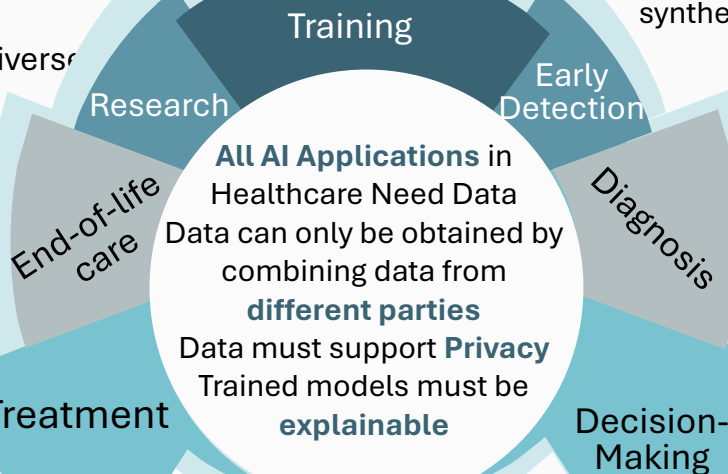 synthe
Training
iverse
Early
Detection
Research
All AI Applications in
Healthcare Need Data
Data can only be obtained by
combining data from
different parties
Data must support Privacy
Trained models must be
explainable
End-of-life
care
Diagnosis
Treatment
Decision-
Making